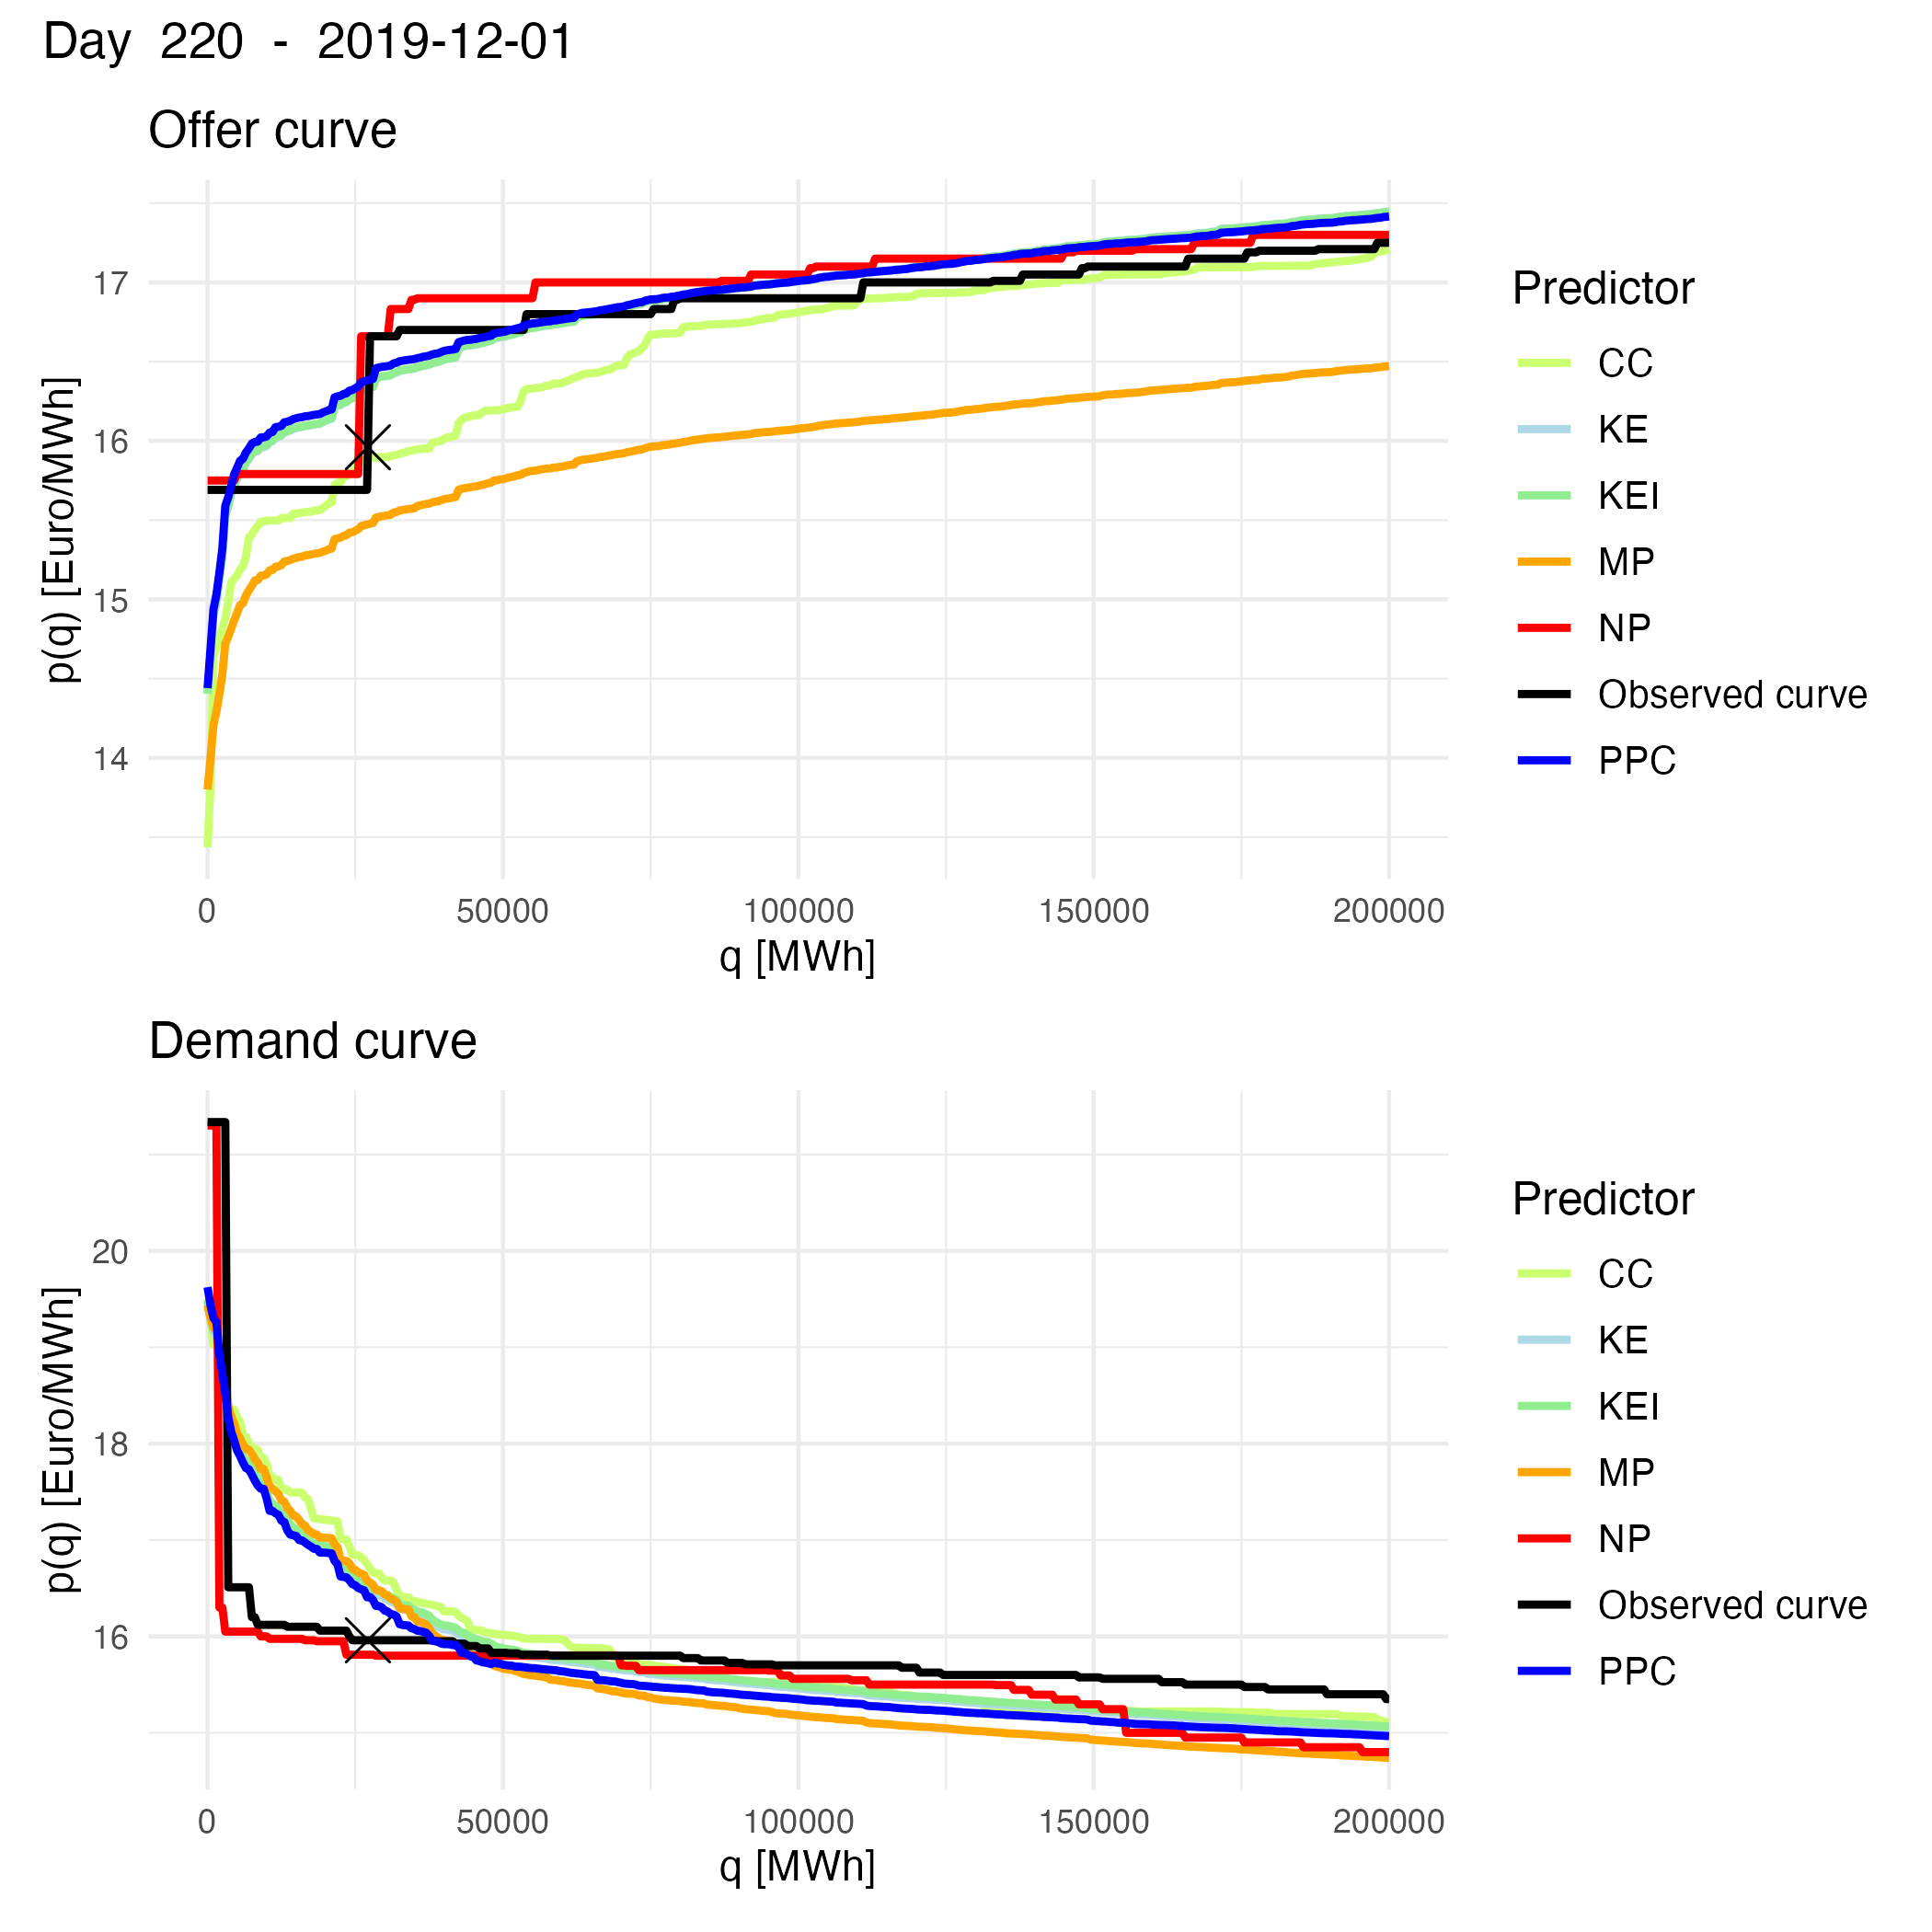 Day 220 - 2019-12-01
Offer curve
p(q) [Euro/MWh]
17
16
15
14
0 50000 100000 150000 200000
q [MWh]
Predictor
CC
KE
KEI
MP
NP
Observed curve
PPC
Demand curve
p(q) [Euro/MWh]
20
18
16
0 50000 100000 150000 200000
q [MWh]
Predictor
CC
KE
KEI
MP
NP
Observed curve
PPC